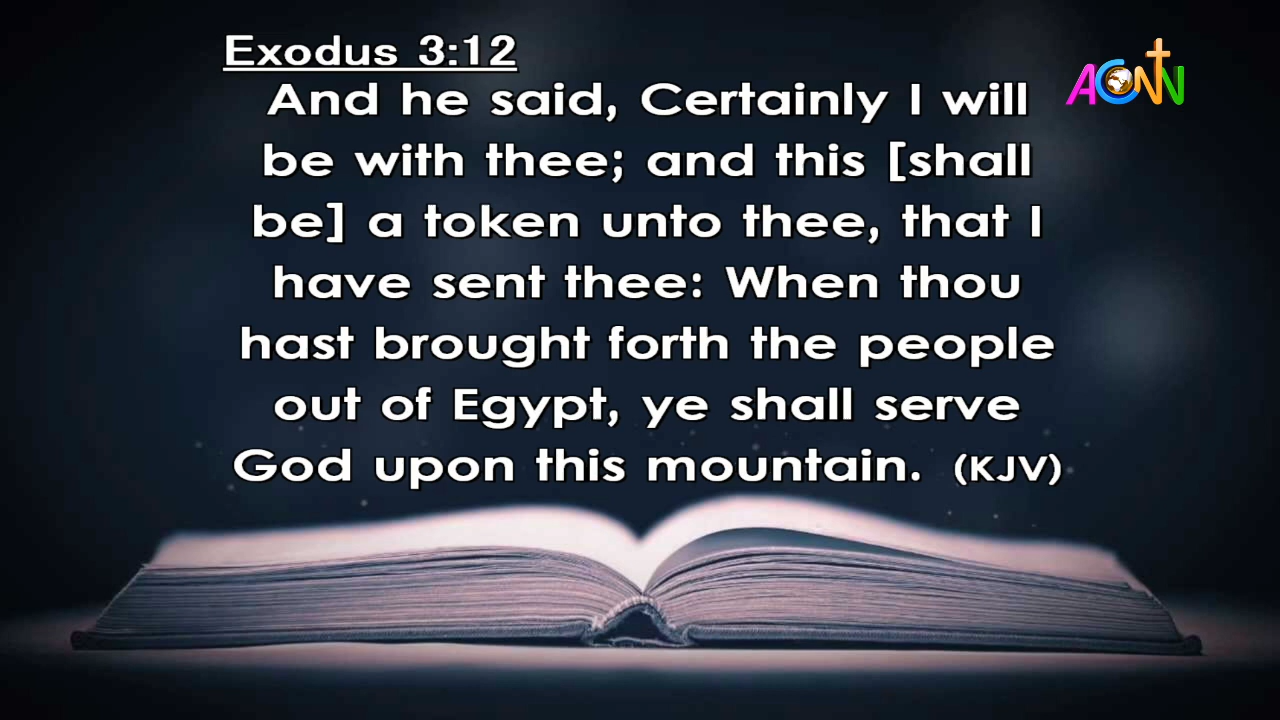 Exodus 3:12
And he said, Certainly I will
be with thee; and this [shall
be] a token unto thee, that I
have sent thee: When thou
hast brought forth the people
out of Egypt, ye shall serve
God upon this mountain. (KJV)
ACNN